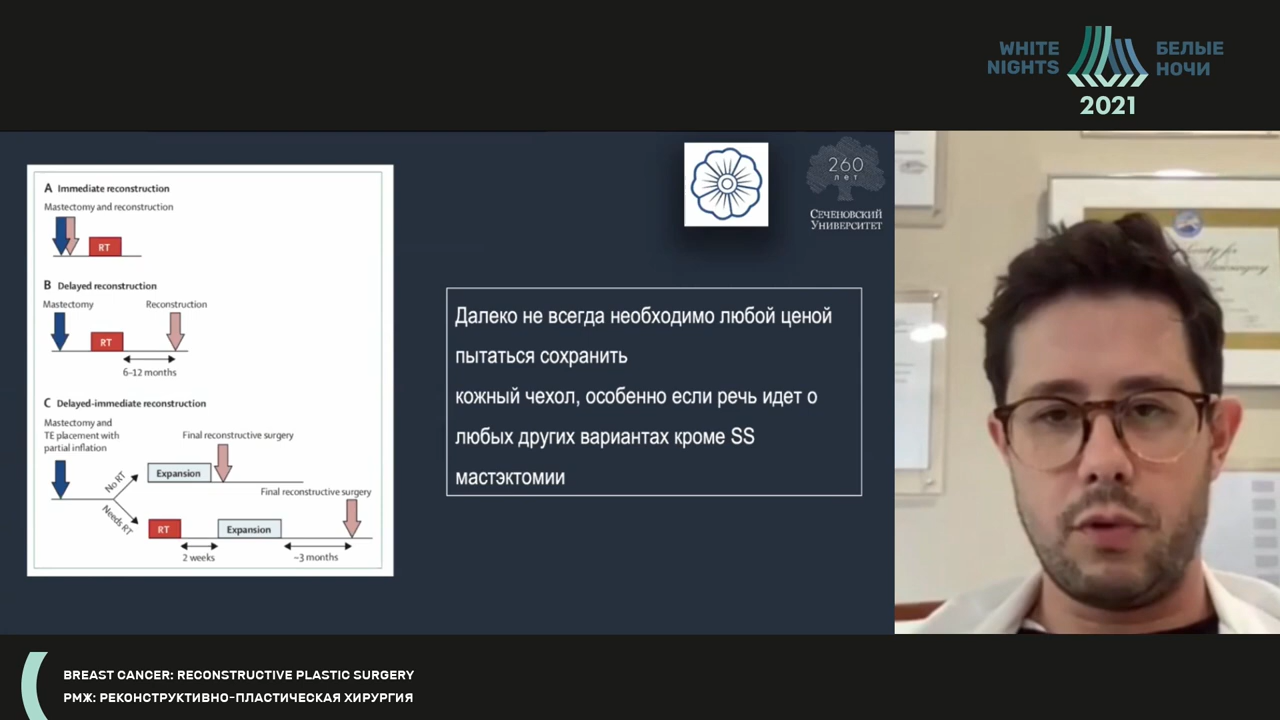 WHITE
NIGHTS
БЕЛЫЕ
НОЧИ
2021
A Immediate reconstruction
Mastectomy and reconstruction
RT
B Delayed reconstruction
Mastectomy
Reconstruction
RT
6–12 months
C Delayed-immediate reconstruction
Mastectomy and
TE placement with
partial inflation
Final reconstructive surgery
No RT
Expansion
Final reconstructive surgery
Needs RT
RT
Expansion
2 weeks
~3 months
260
лет
СЕЧЕНОВСКИЙ
УНИВЕРСИТЕТ
Далеко не всегда необходимо любой ценой
пытаться сохранить
кожный чехол, особенно если речь идет о
любых других вариантах кроме SS
мастэктомии
BREAST CANCER: RECONSTRUCTIVE PLASTIC SURGERY
РМЖ: РЕКОНСТРУКТИВНО-ПЛАСТИЧЕСКАЯ ХИРУРГИЯ